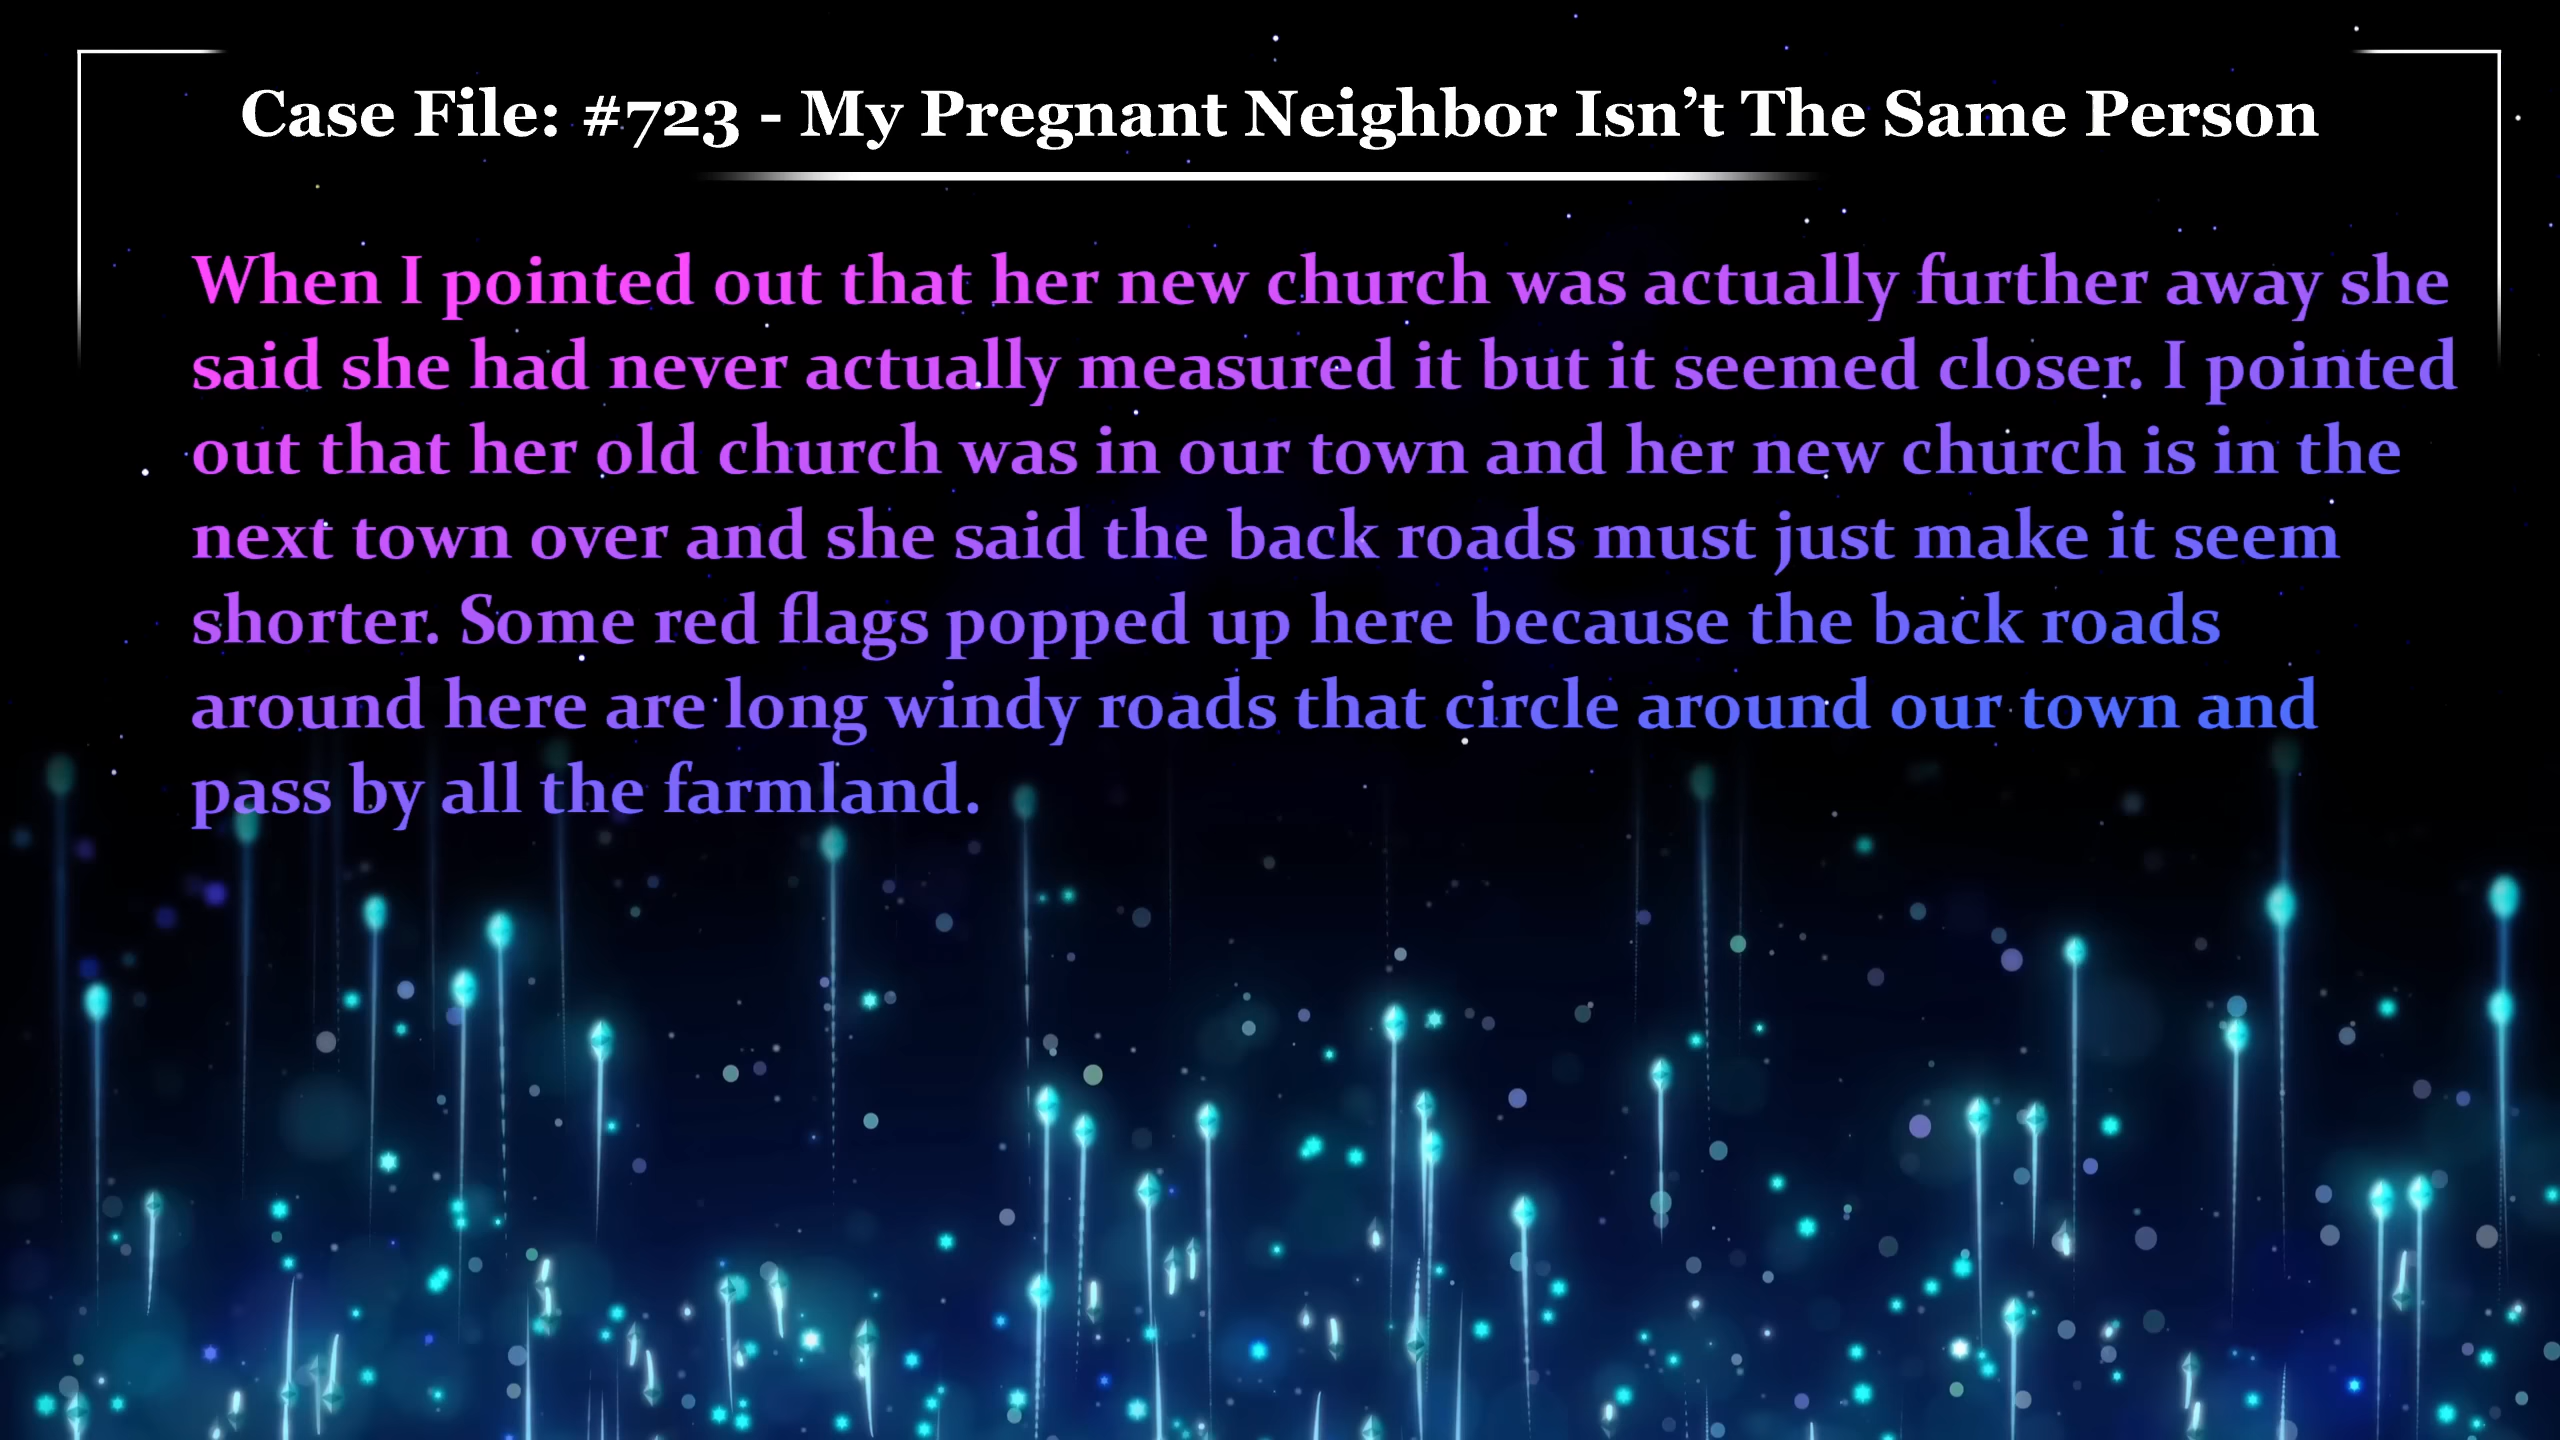 Case File: #723 - My Pregnant Neighbor Isn’t The Same Person
When I pointed out that her new church was actually further away she
said she had never actually measured it but it seemed closer. I pointed
out that her old church was in our town and her new church is in the
next town over and she said the back roads must just make it seem
shorter. Some red flags popped up here because the back roads
around here are long windy roads that circle around our town and
pass by all the farmland.